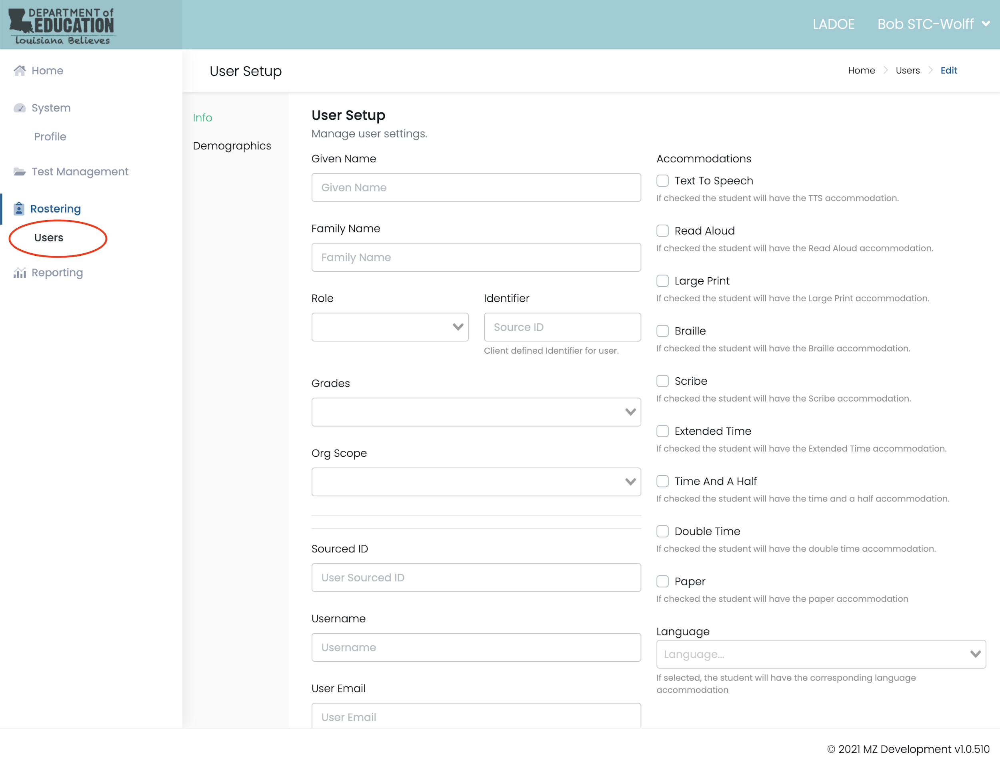 DEPARTMENT of
EDUCATION
Louisiana Believes
LADOE
Bob STC-Wolff
Home
System
Profile
Test Management
Rostering
Users
Reporting
User Setup
Home
Users
Edit
Info
Demographics
User Setup
Manage user settings.
Given Name
Given Name
Family Name
Family Name
Role
Identifier
Source ID
Client defined Identifier for user.
Grades
Org Scope
Sourced ID
User Sourced ID
Username
Username
User Email
User Email
Accommodations
Text To Speech
If checked the student will have the TTS accommodation.
Read Aloud
If checked the student will have the Read Aloud accommodation.
Large Print
If checked the student will have the Large Print accommodation.
Braille
If checked the student will have the Braille accommodation.
Scribe
If checked the student will have the Scribe accommodation.
Extended Time
If checked the student will have the Extended Time accommodation.
Time And A Half
If checked the student will have the time and a half accommodation.
Double Time
If checked the student will have the double time accommodation.
Paper
If checked the student will have the paper accommodation
Language
Language...
If selected, the student will have the corresponding language
accommodation
© 2021 MZ Development v1.0.510